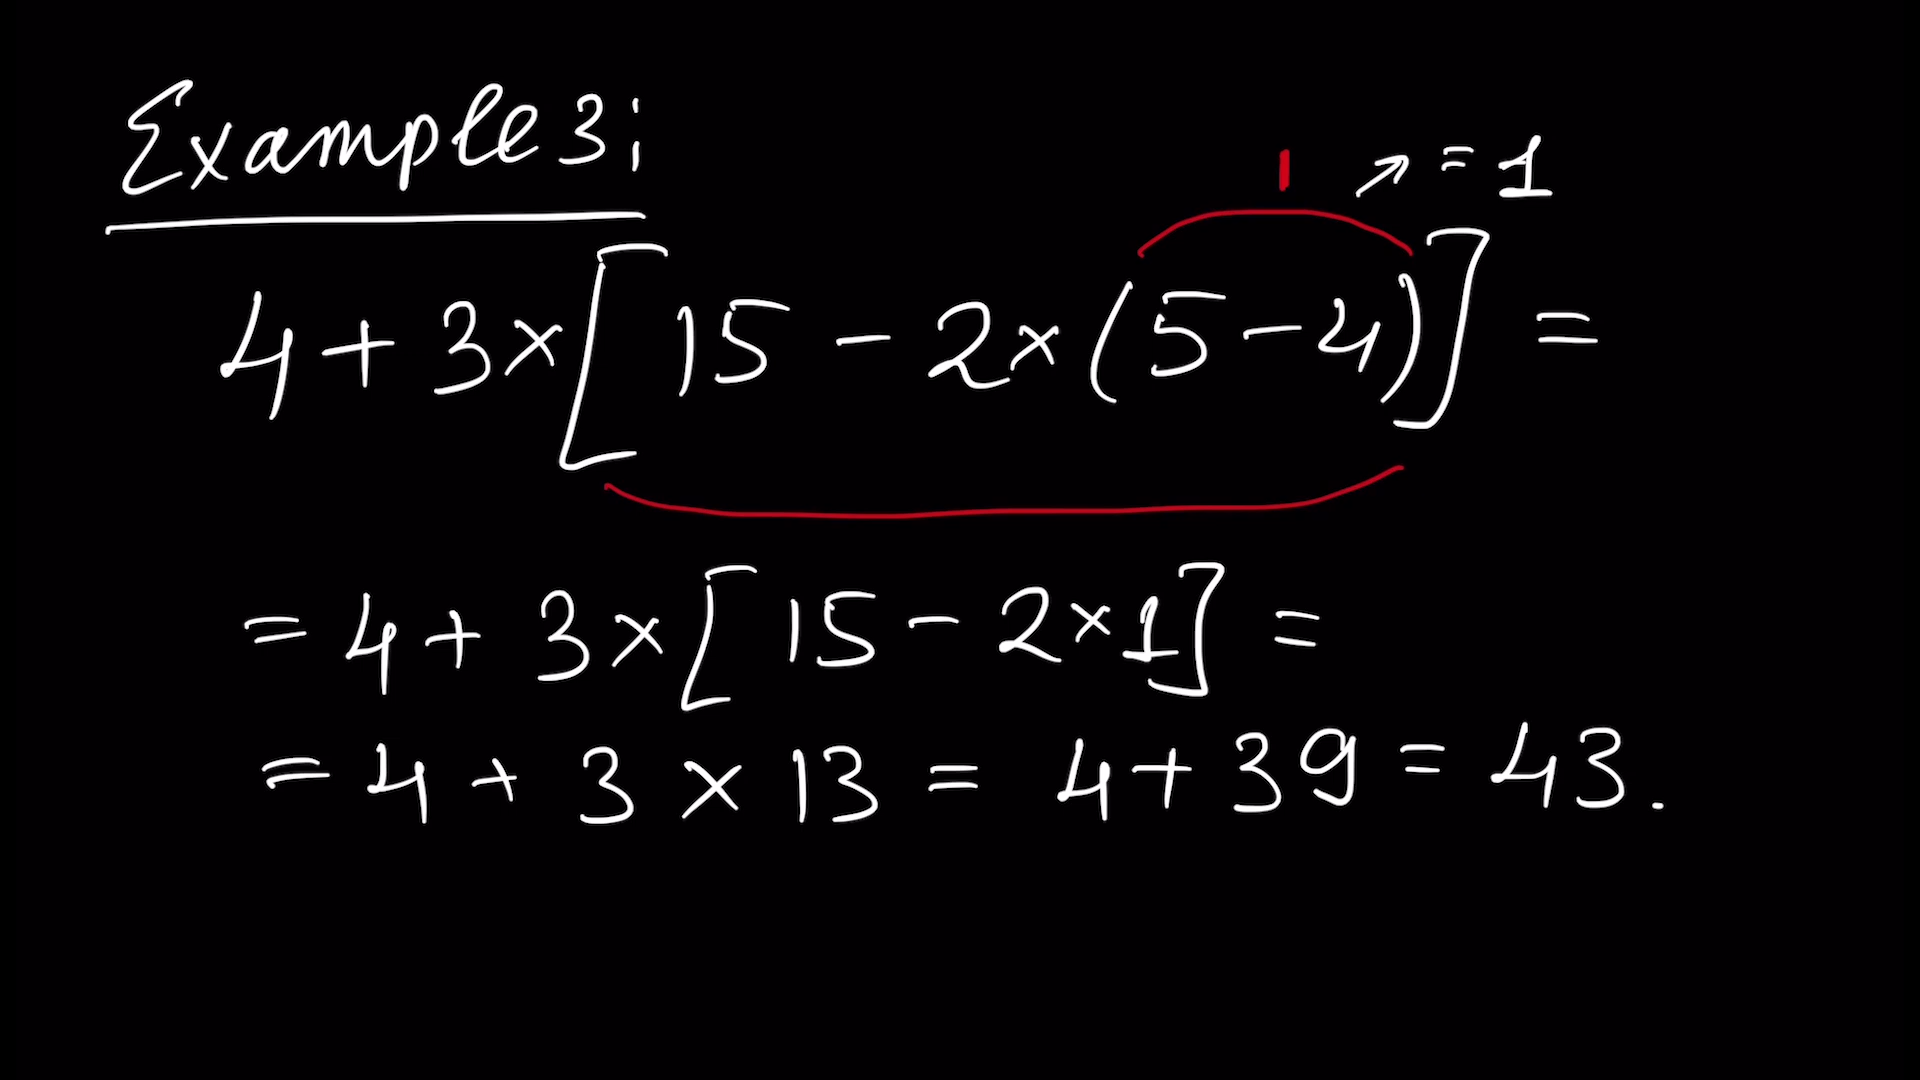 Example 3:
1 ↗ = 1
4 + 3 × [ 15 - 2 × (5 - 4) ] =
= 4 + 3 × [ 15 - 2 × 1 ] =
= 4 + 3 × 13 = 4 + 39 = 43.